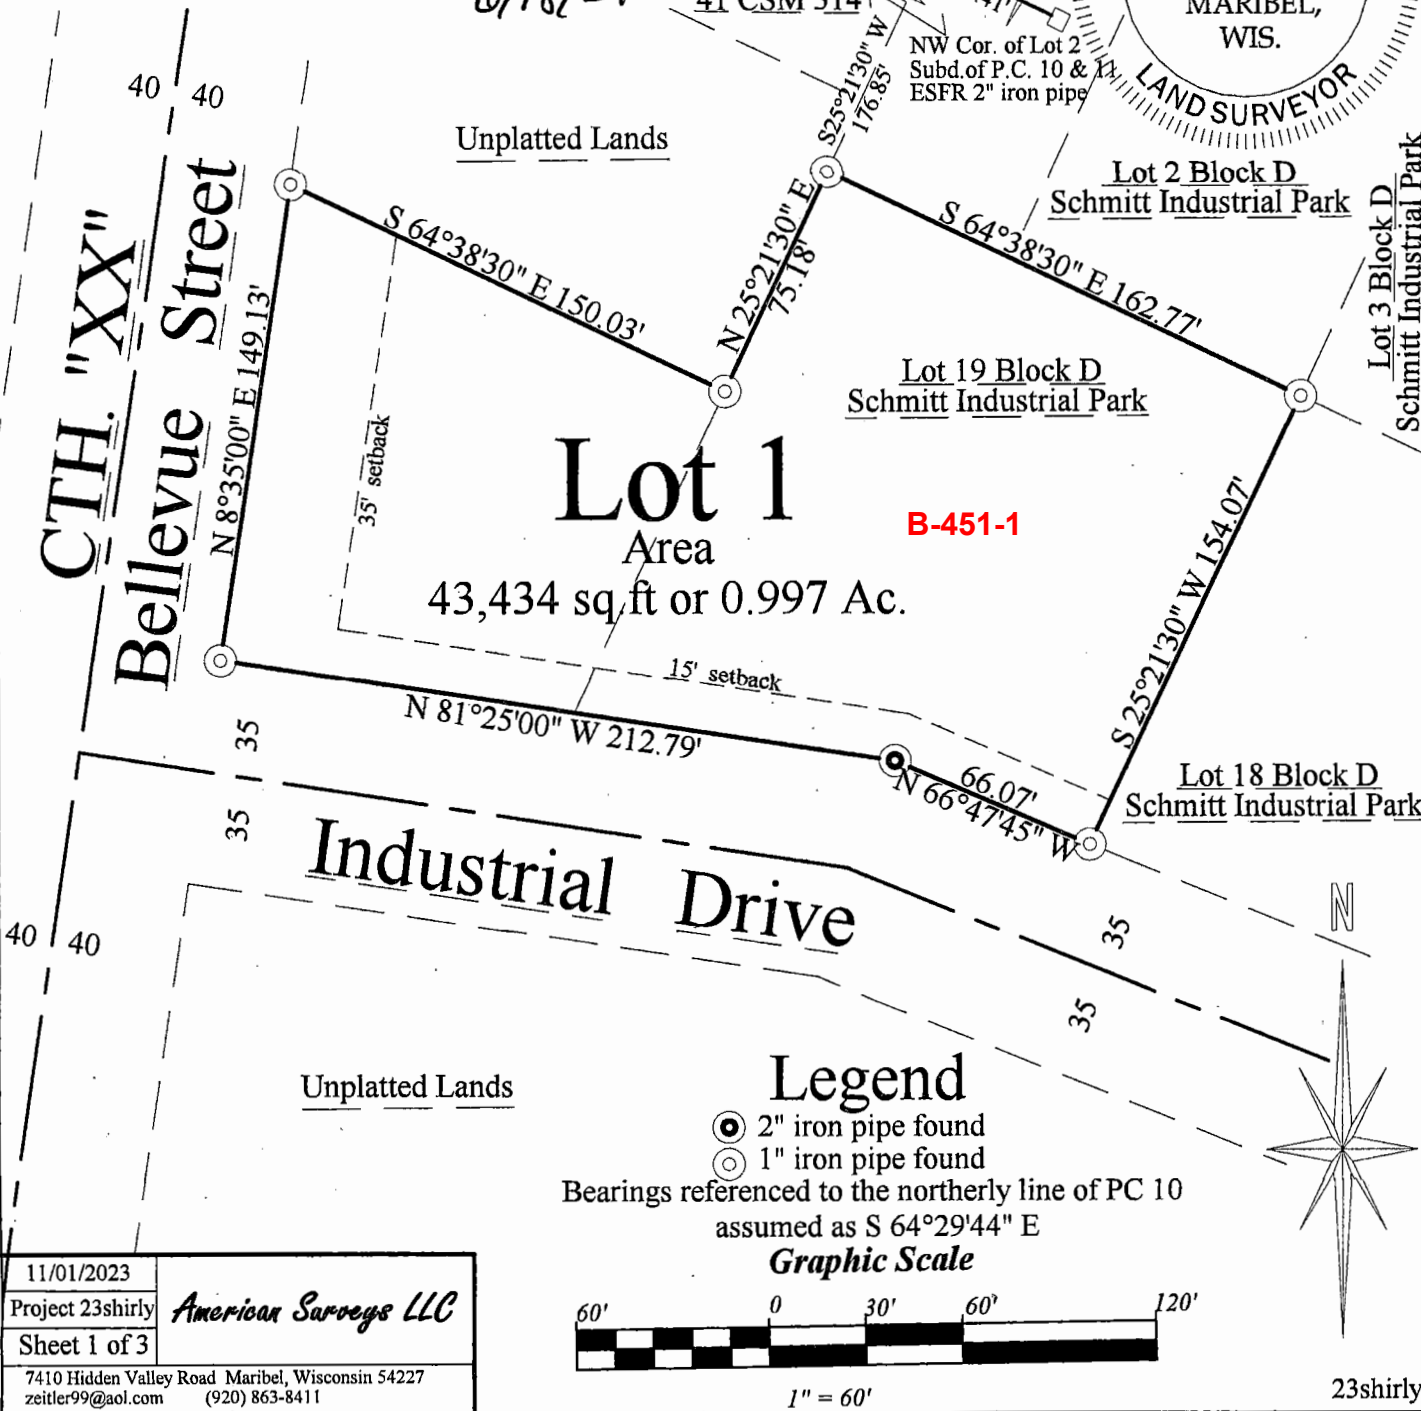 41 CSM 314
MARIBEL,
WIS.
LAND SURVEYOR
NW Cor. of Lot 2
Subd.of P.C. 10 & 11
ESFR 2" iron pipe
S25°21'30" W
176.85'
40 40
Unplatted Lands
Lot 2 Block D
Schmitt Industrial Park
Lot 3 Block D
Schmitt Industrial Park
CTH. "XX"
Bellevue Street
S 64°38'30" E 150.03'
N 25°21'30" E
75.18'
S 64°38'30" E 162.77'
N 8°35'00" E 149.13'
35' setback
Lot 19 Block D
Schmitt Industrial Park
Lot 1
Area
43,434 sq ft or 0.997 Ac.
B-451-1
S 25°21'30" W 154.07'
15' setback
N 81°25'00" W 212.79'
66.07'
N 66°47'45" W
Lot 18 Block D
Schmitt Industrial Park
35
35
Industrial Drive
40 40
35
35
N
Unplatted Lands
Legend
2" iron pipe found
1" iron pipe found
Bearings referenced to the northerly line of PC 10
assumed as S 64°29'44" E
Graphic Scale
60' 0 30' 60' 120'
1" = 60'
11/01/2023
Project 23shirly
Sheet 1 of 3
American Surveys LLC
7410 Hidden Valley Road Maribel, Wisconsin 54227
zeitler99@aol.com (920) 863-8411
23shirly